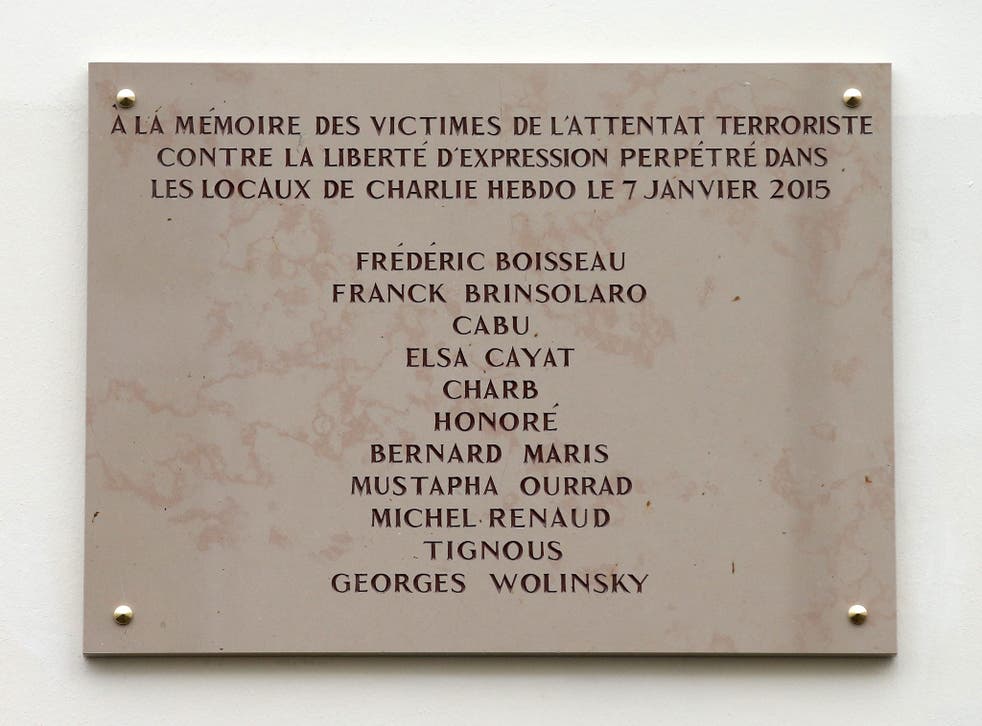 À LÁ MÉMOIRE DES VICTIMES DE L'ATTENTAT TERRORISTE
CONTRE LA LIBERTÉ D'EXPRESSION PERPÉTRÉ DANS
LES LOCAUX DE CHARLIE HEBDO LE 7 JANVIER 2015
FRÉDÉRIC BOISSEAU
FRANCK BRINSOLARO
CABU
ELSA CAYAT
CHARB
HONORÉ
BERNARD MARIS
MUSTAPHA OURRAD
MICHEL RENAUD
TIGNOUS
GEORGES WOLINSKY